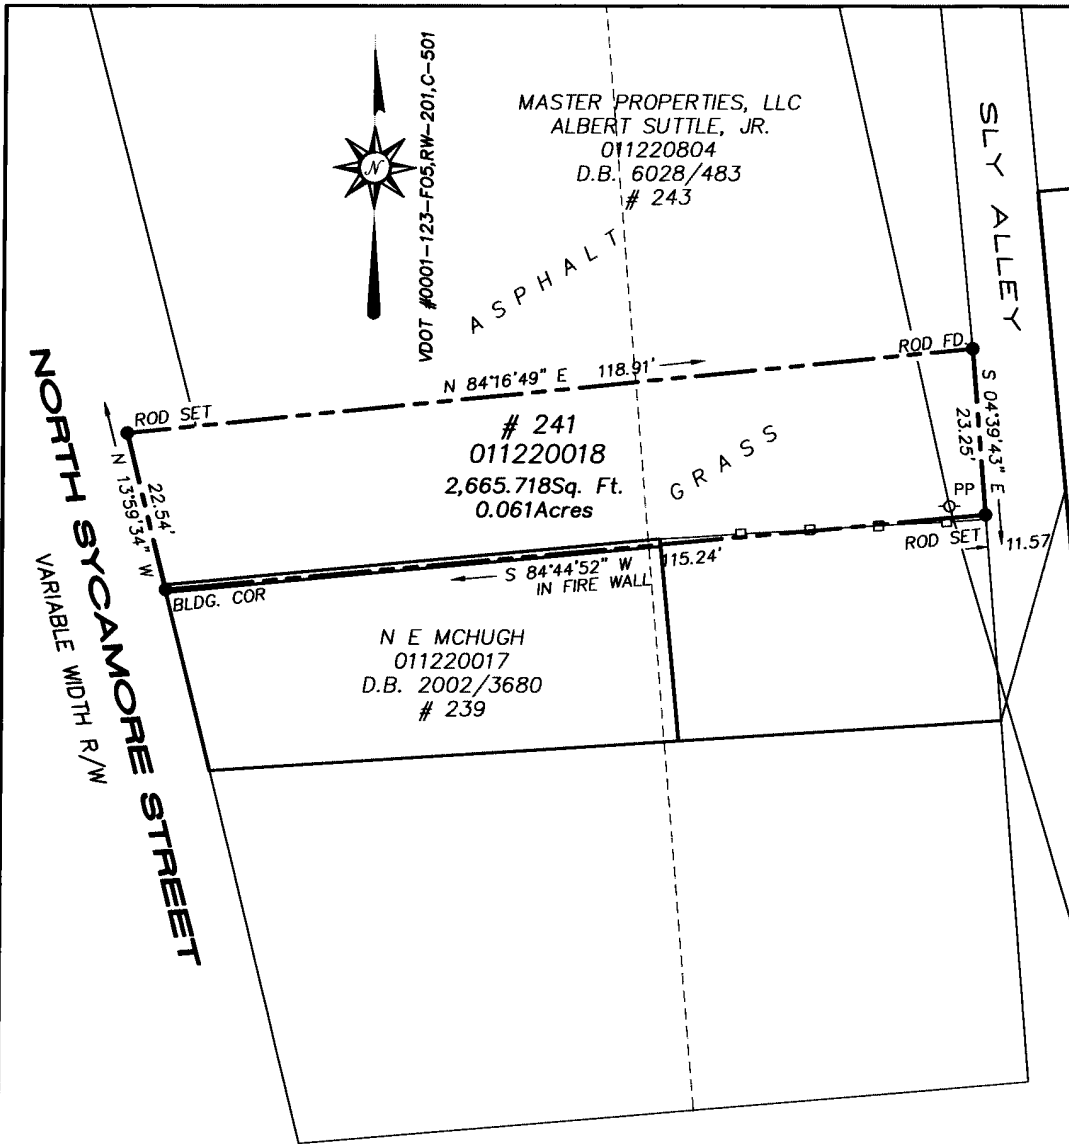 VDOT #0001-123-F05,RW-201,C-501
N
MASTER PROPERTIES, LLC
ALBERT SUTTLE, JR.
011220804
D.B. 6028/483
# 243
SLY ALLEY
ASPHALT
ROD FD.
N 84°16'49" E 118.91'
S 04°39'43" E
23.25'
NORTH SYCAMORE STREET
VARIABLE WIDTH R/W
ROD SET
N 13°59'34" W
22.54'
# 241
011220018
2,665.718Sq. Ft.
0.061Acres
GRASS
PP
ROD SET
11.57
BLDG. COR
S 84°44'52" W 115.24'
IN FIRE WALL
N E MCHUGH
011220017
D.B. 2002/3680
# 239